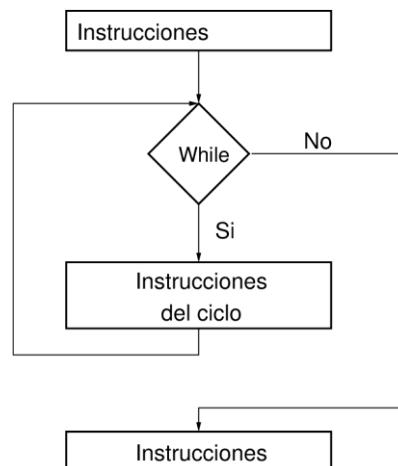 Instrucciones
While
No
Si
Instrucciones
del ciclo
Instrucciones